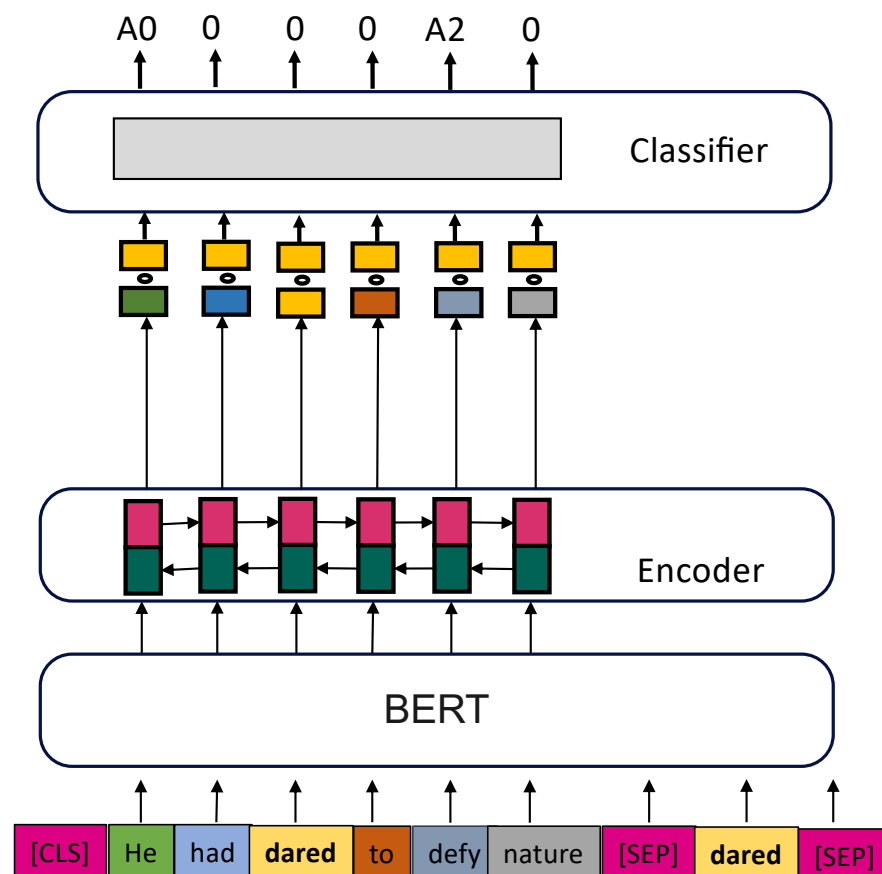 A0 0 0 0 A2 0
Classifier
Encoder
BERT
[CLS] He had dared to defy nature [SEP] dared [SEP]